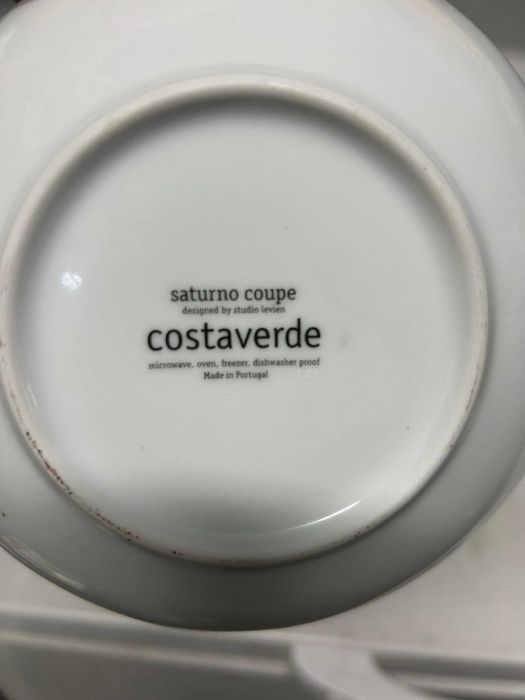 saturno coupe
designed by studio levien
costaverde
microwave, oven, freezer, dishwasher proof
Made in Portugal